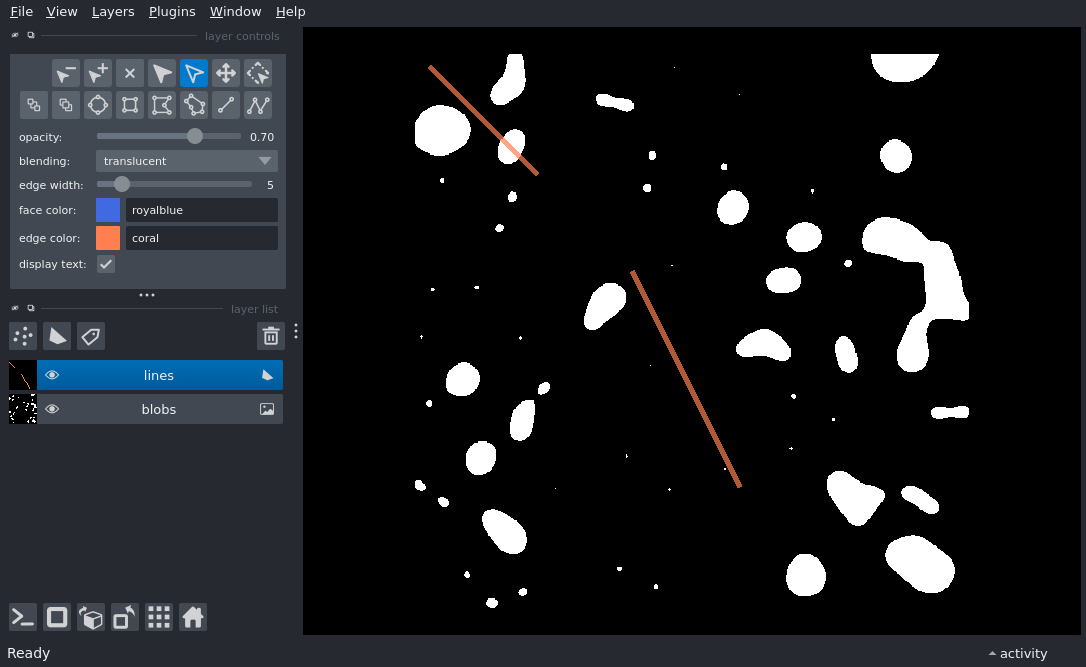 File View Layers Plugins Window Help
layer controls
opacity: 0.70
blending: translucent
edge width: 5
face color: royalblue
edge color: coral
display text:
layer list
lines
blobs
Ready activity